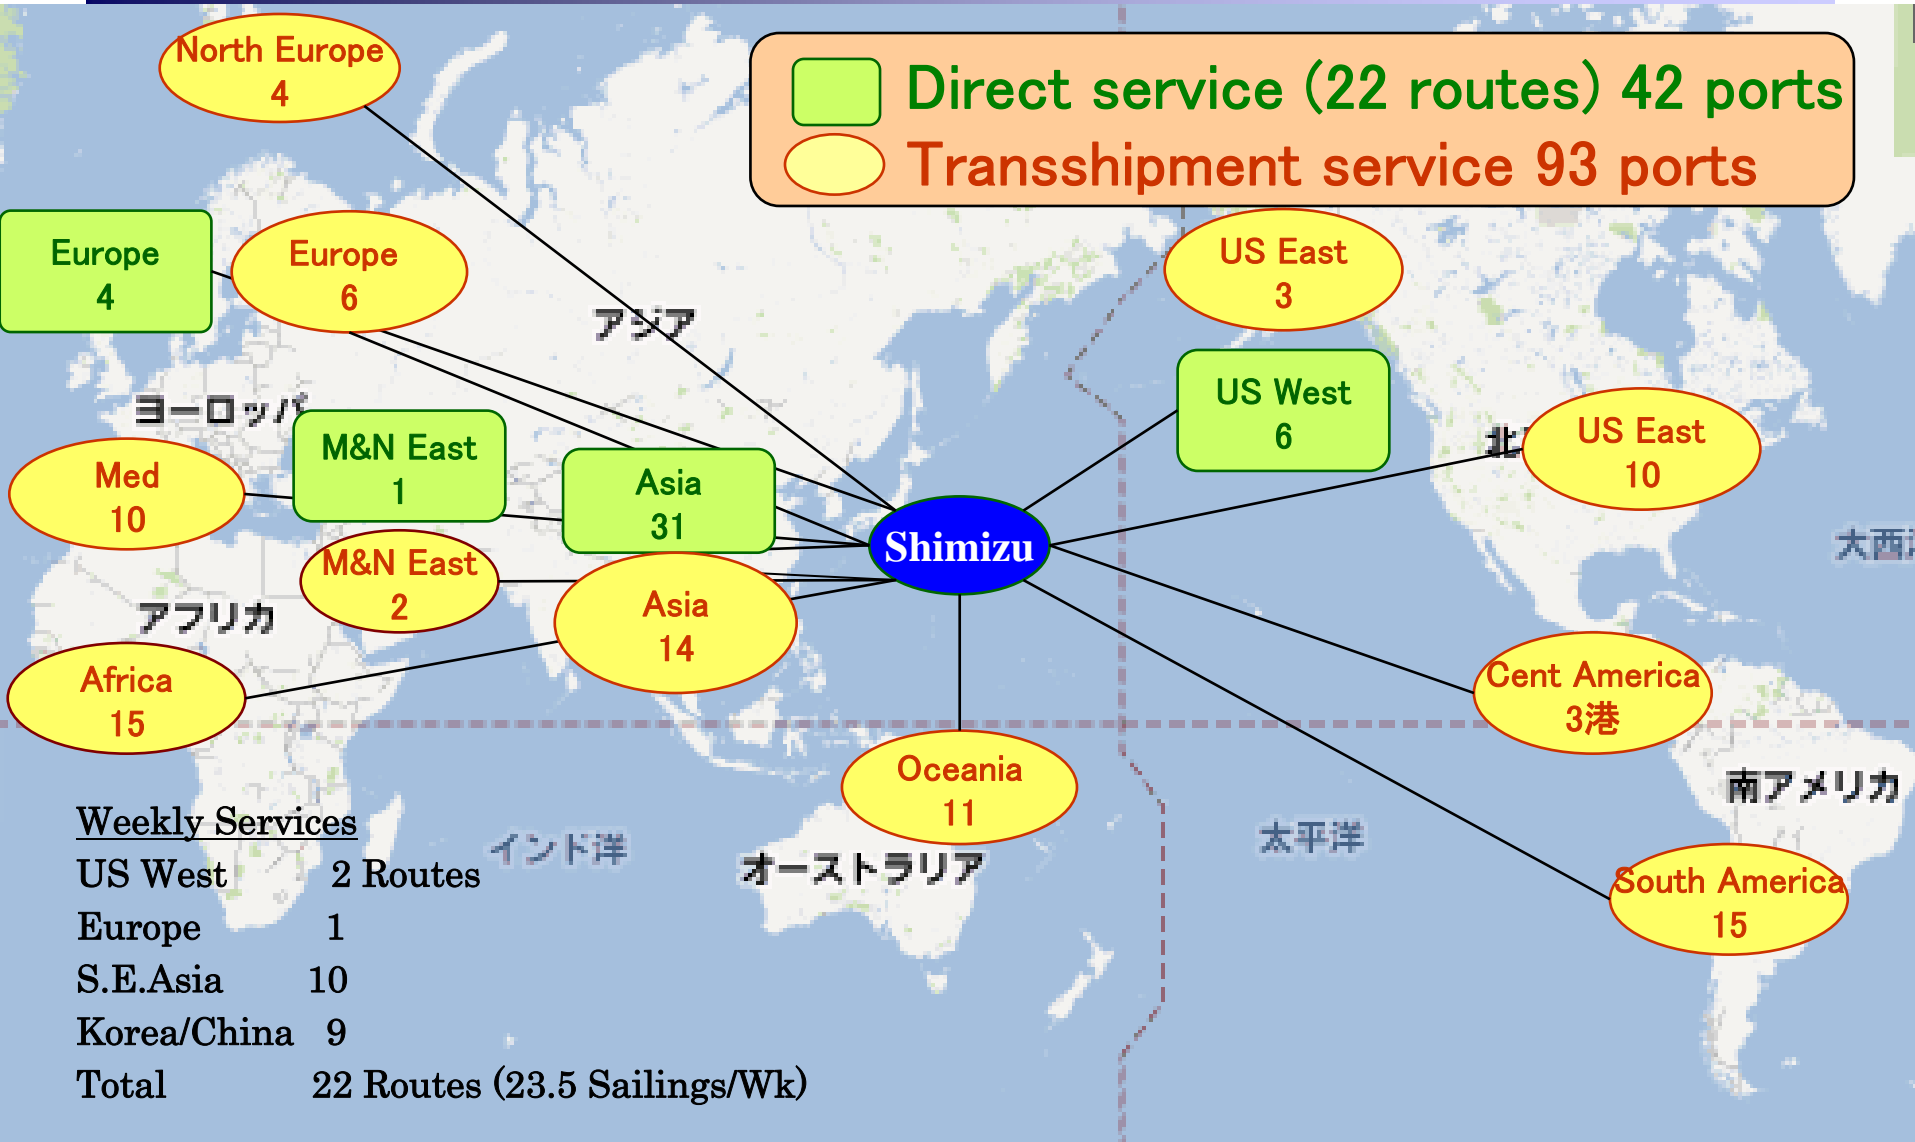 North Europe
4
Direct service (22 routes) 42 ports
Transshipment service 93 ports
Europe
4
Europe
6
US East
3
アジア
US West
6
ヨーロッパ
M&N East
1
Med
10
Asia
31
北
US East
10
Shimizu
大西
M&N East
2
アフリカ
Asia
14
Africa
15
Cent America
3港
Oceania
11
南アメリカ
Weekly Services
US West 2 Routes
Europe 1
S.E.Asia 10
Korea/China 9
Total 22 Routes (23.5 Sailings/Wk)
インド洋
オーストラリア
太平洋
South America
15